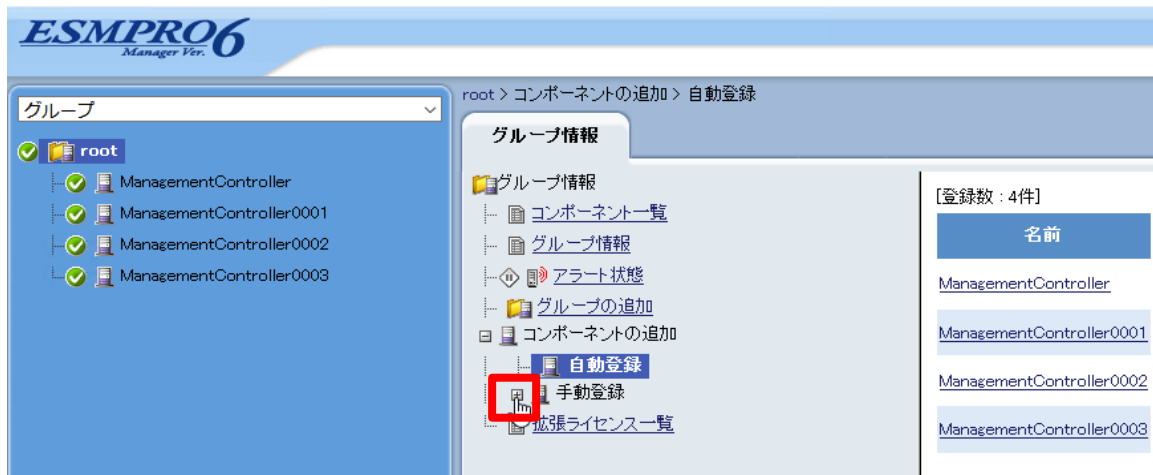 ESMPRO6
Manager Ver.
グループ
root
ManagementController
ManagementController0001
ManagementController0002
ManagementController0003
root > コンポーネントの追加 > 自動登録
グループ情報
グループ情報
コンポーネント一覧
グループ情報
アラート状態
グループの追加
コンポーネントの追加
自動登録
手動登録
拡張ライセンス一覧
[登録数 : 4件]
名前
ManagementController
ManagementController0001
ManagementController0002
ManagementController0003